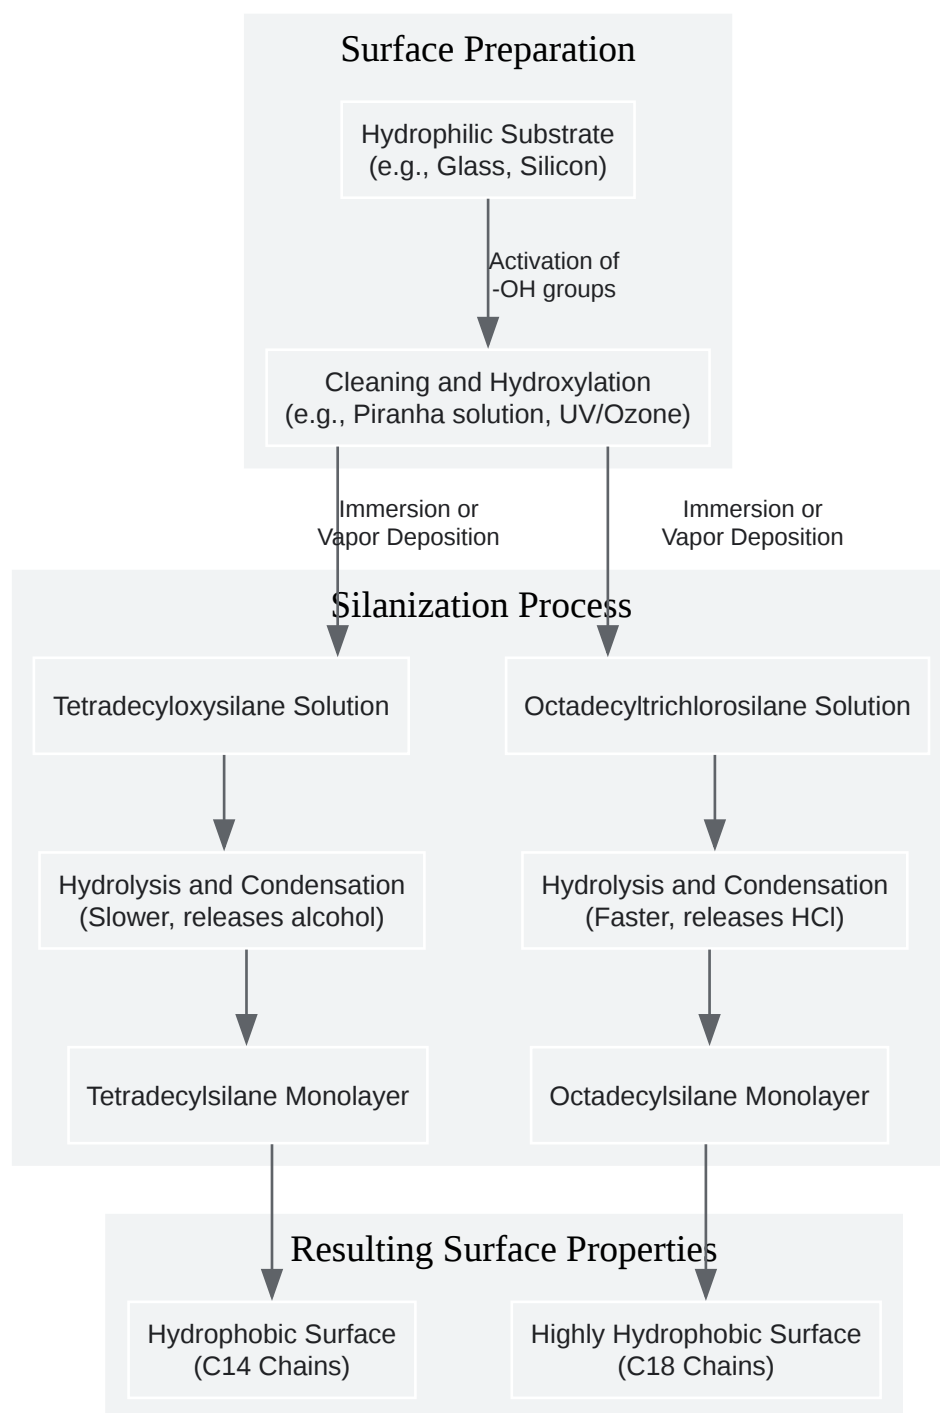 Surface Preparation
Hydrophilic Substrate
(e.g., Glass, Silicon)
Activation of
-OH groups
Cleaning and Hydroxylation
(e.g., Piranha solution, UV/Ozone)
Immersion or
Vapor Deposition
Immersion or
Vapor Deposition
Silanization Process
Tetradecyloxysilane Solution
Octadecyltrichlorosilane Solution
Hydrolysis and Condensation
(Slower, releases alcohol)
Hydrolysis and Condensation
(Faster, releases HCl)
Tetradecylsilane Monolayer
Octadecylsilane Monolayer
Resulting Surface Properties
Hydrophobic Surface
(C14 Chains)
Highly Hydrophobic Surface
(C18 Chains)